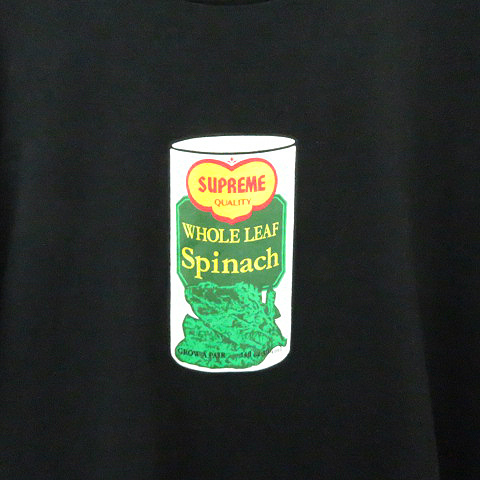 SUPREME
QUALITY
WHOLE LEAF
Spinach